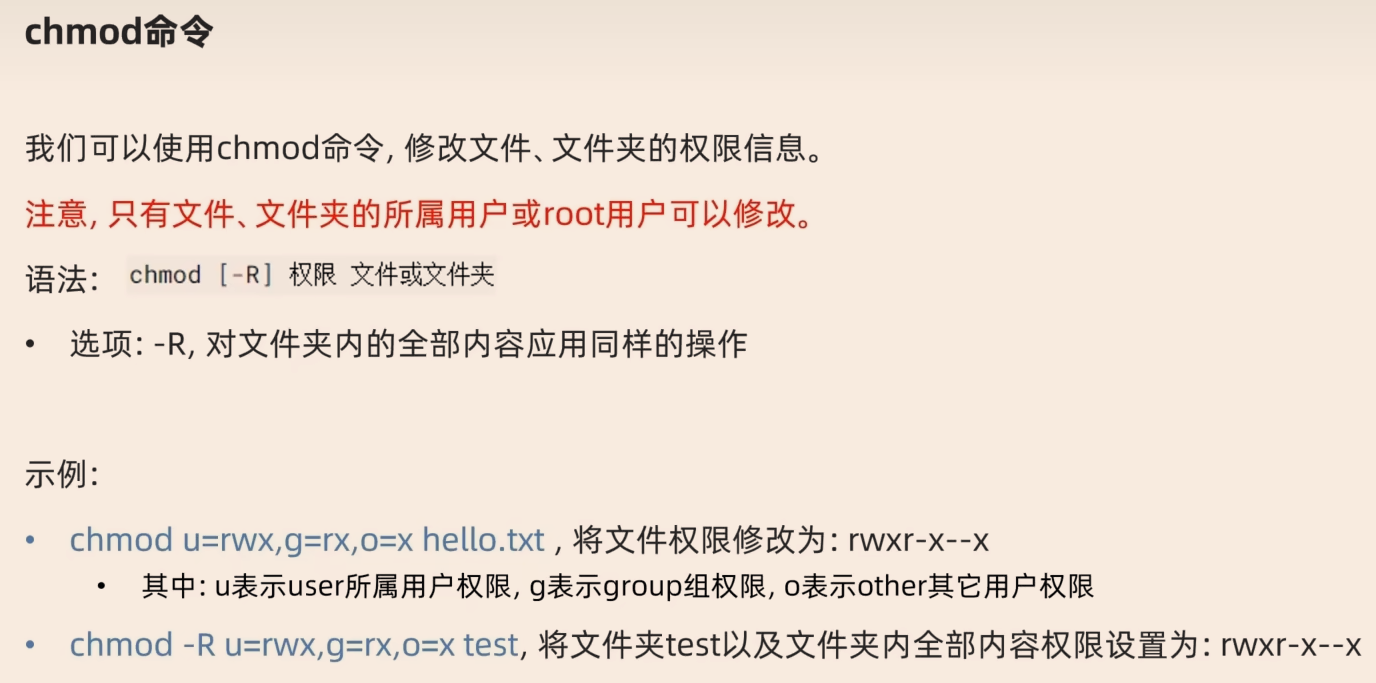 chmod命令
我们可以使用chmod命令, 修改文件、文件夹的权限信息。
注意, 只有文件、文件夹的所属用户或root用户可以修改。
语法: chmod [-R] 权限 文件或文件夹
• 选项: -R, 对文件夹内的全部内容应用同样的操作
示例:
• chmod u=rwx,g=rx,o=x hello.txt , 将文件权限修改为: rwxr-x--x
• 其中: u表示user所属用户权限, g表示group组权限, o表示other其它用户权限
• chmod -R u=rwx,g=rx,o=x test, 将文件夹test以及文件夹内全部内容权限设置为: rwxr-x--x